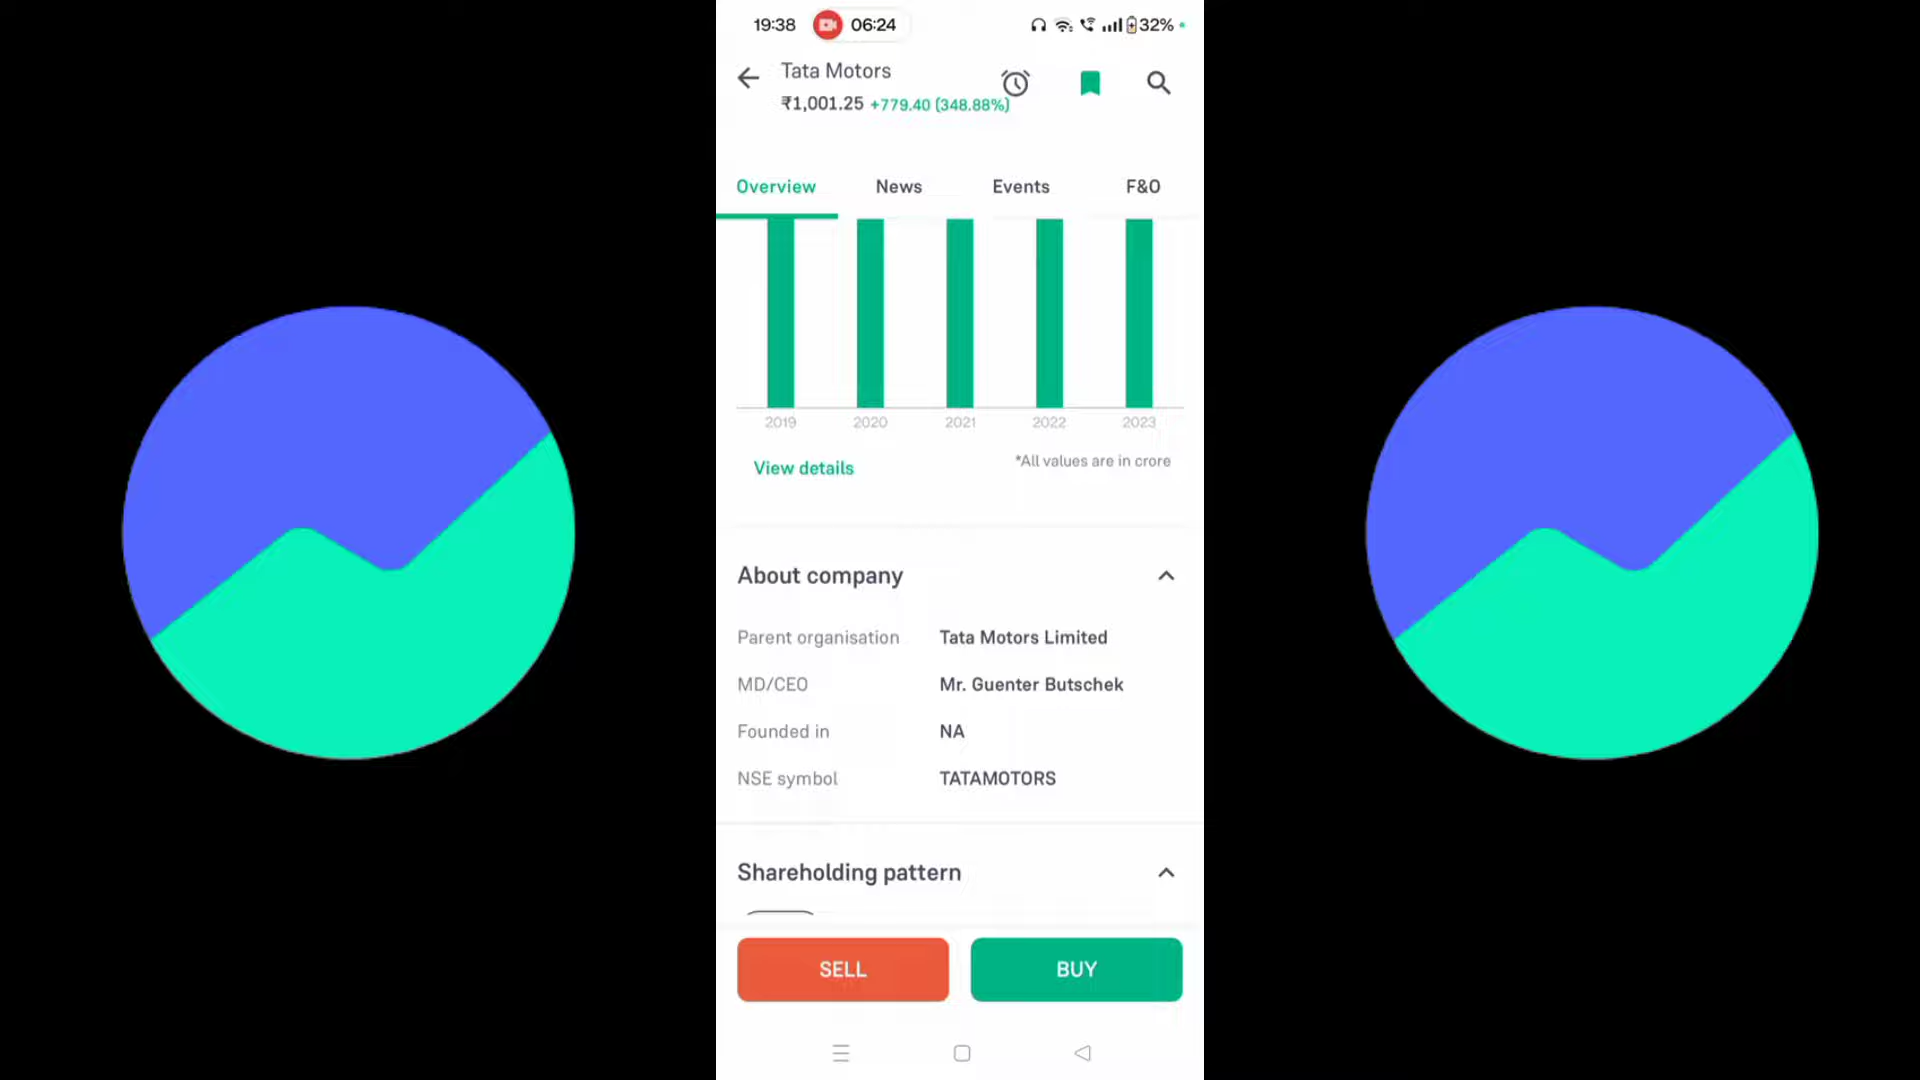 19:38 06:24 32%
Tata Motors
₹1,001.25 +779.40 (348.88%)
Overview News Events F&O
2019 2020 2021 2022 2023
View details *All values are in crore
About company
Parent organisation Tata Motors Limited
MD/CEO Mr. Guenter Butschek
Founded in NA
NSE symbol TATAMOTORS
Shareholding pattern
SELL BUY